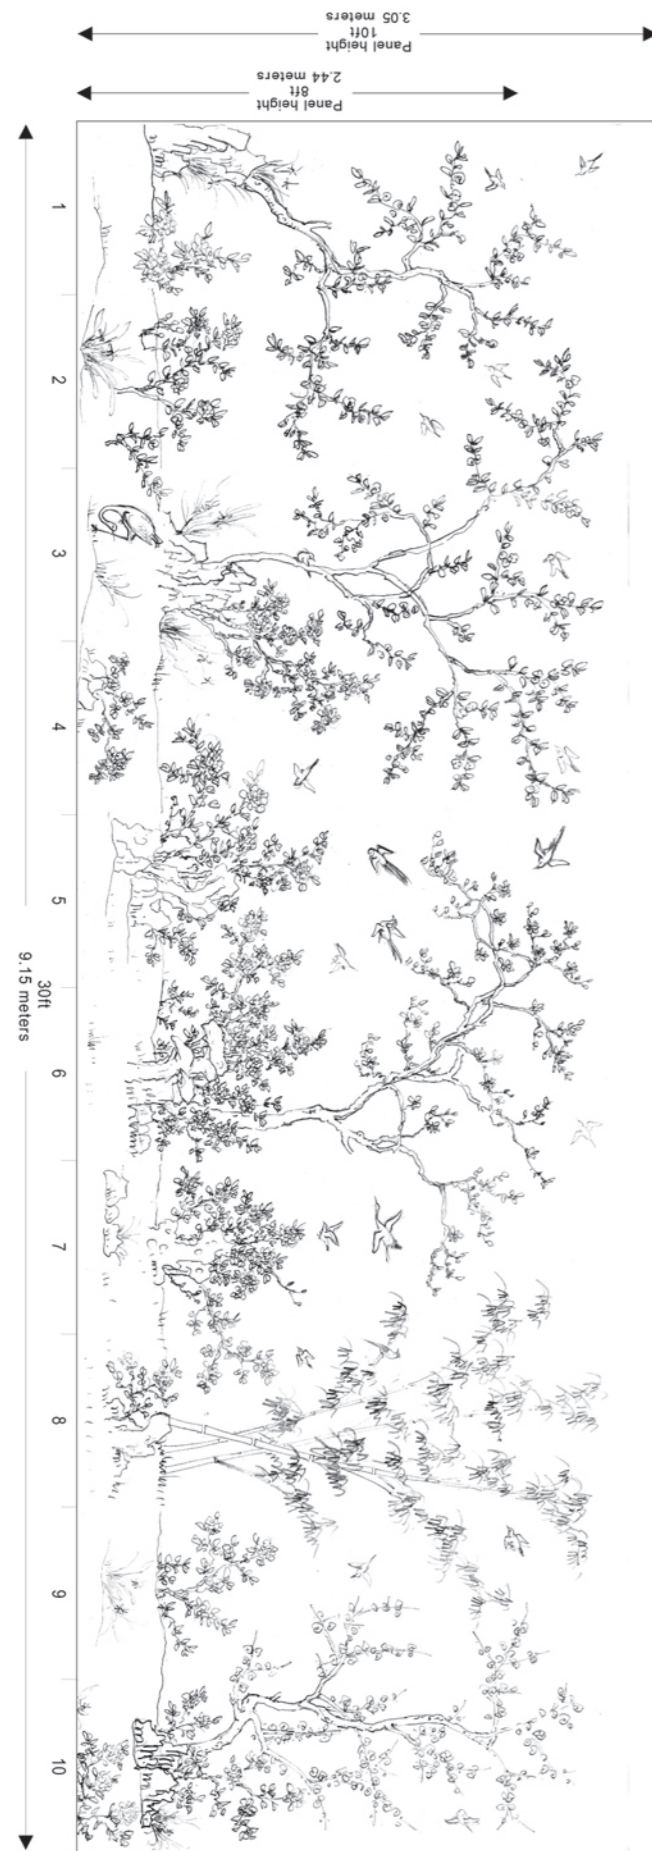 Panel height
10ft
3.05 meters
Panel height
8ft
2.44 meters
1
2
3
4
5
6
7
8
9
10
30ft
9.15 meters